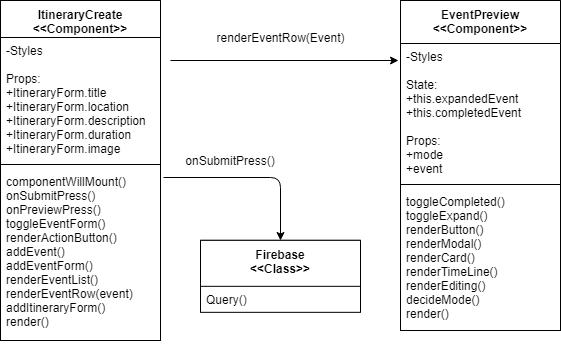 ItineraryCreate
<<Component>>
-Styles
Props:
+ItineraryForm.title
+ItineraryForm.location
+ItineraryForm.description
+ItineraryForm.duration
+ItineraryForm.image
componentWillMount()
onSubmitPress()
onPreviewPress()
toggleEventForm()
renderActionButton()
addEvent()
addEventForm()
renderEventList()
renderEventRow(event)
addItineraryForm()
render()
renderEventRow(Event)
onSubmitPress()
Firebase
<<Class>>
Query()
EventPreview
<<Component>>
-Styles
State:
+this.expandedEvent
+this.completedEvent
Props:
+mode
+event
toggleCompleted()
toggleExpand()
renderButton()
renderModal()
renderCard()
renderTimeLine()
renderEditing()
decideMode()
render()